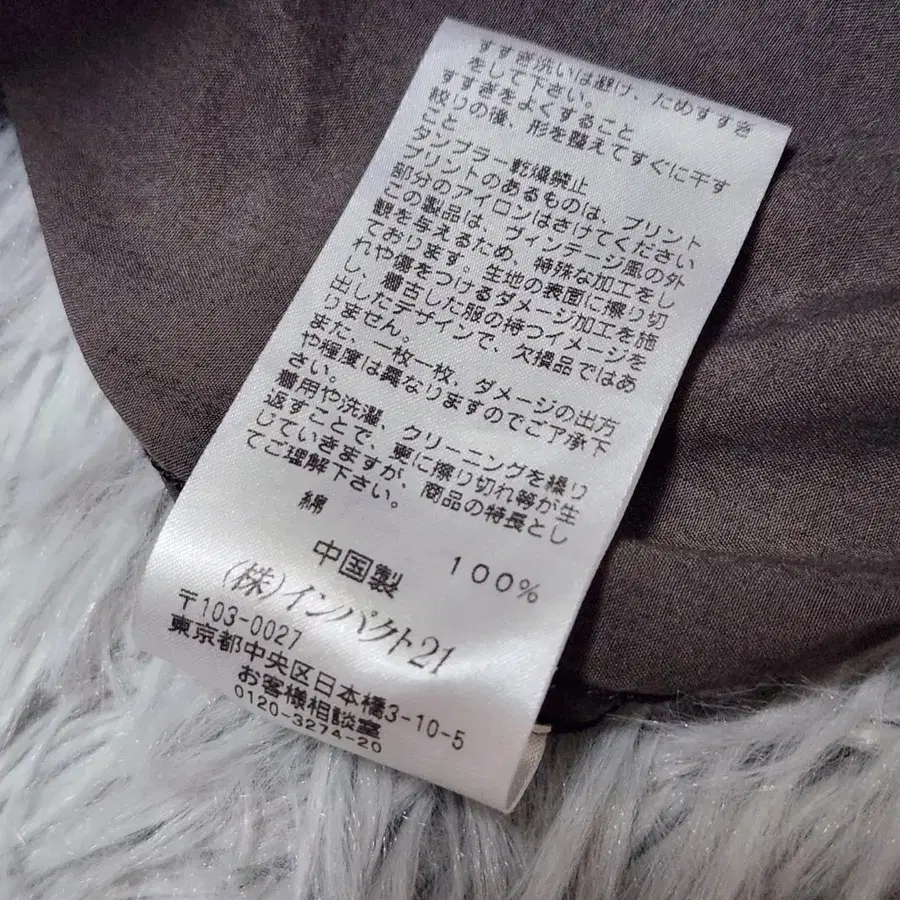 すすぎ洗いは避け、ためすすぎ
をして下さい。
すすぎをよくすること
絞りの後、形を整えてすぐに干す
こと
タンブラー乾燥禁止
プリントのあるものは、プリント
部分のアイロンはさけてください
この製品は、ヴィンテージ風の外
観を与えるため、特殊な加工をし
ております。生地の表面に擦り切
れや傷をつけるダメージ加工を施
し、着古した服の持つイメージを
出したデザインで、欠損品ではあ
りません。
また、一枚一枚、ダメージの出方
や程度は異なりますのでご了承下
さい。
着用や洗濯、クリーニングを繰り
返すことで、更に擦り切れ等が生
じていきますが、商品の特長とし
てご理解下さい。
綿 100%
中国製
(株)インパクト21
〒103-0027
東京都中央区日本橋3-10-5
お客様相談室
0120-3274-20